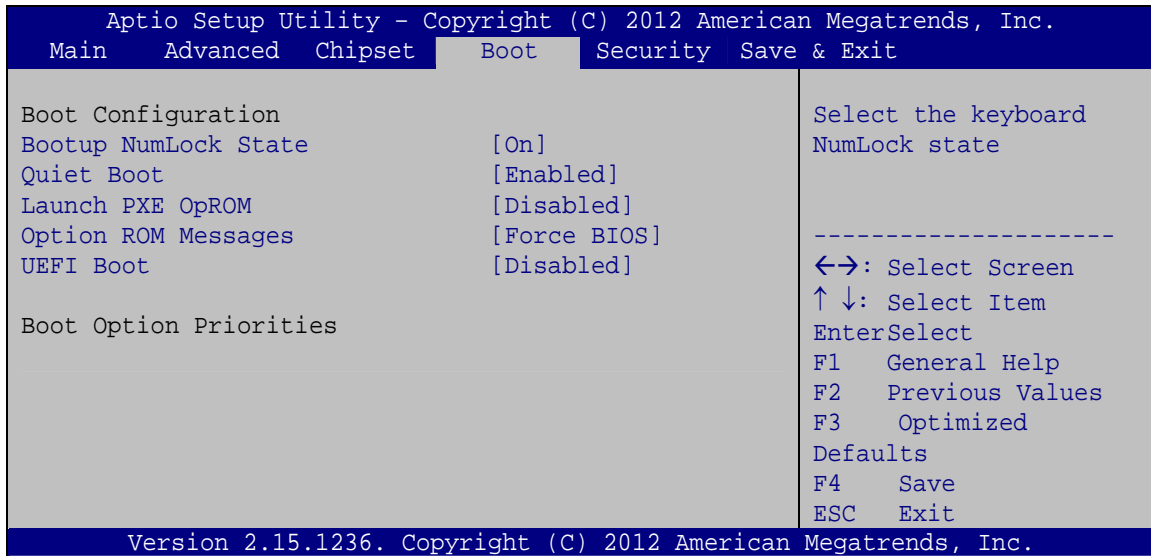 Aptio Setup Utility – Copyright (C) 2012 American Megatrends, Inc.
Main Advanced Chipset Boot Security Save & Exit
Boot Configuration
Bootup NumLock State [On]
Quiet Boot [Enabled]
Launch PXE OpROM [Disabled]
Option ROM Messages [Force BIOS]
UEFI Boot [Disabled]
Boot Option Priorities
Select the keyboard
NumLock state
---------------------
←→: Select Screen
↑ ↓: Select Item
EnterSelect
F1 General Help
F2 Previous Values
F3 Optimized
Defaults
F4 Save
ESC Exit
Version 2.15.1236. Copyright (C) 2012 American Megatrends, Inc.